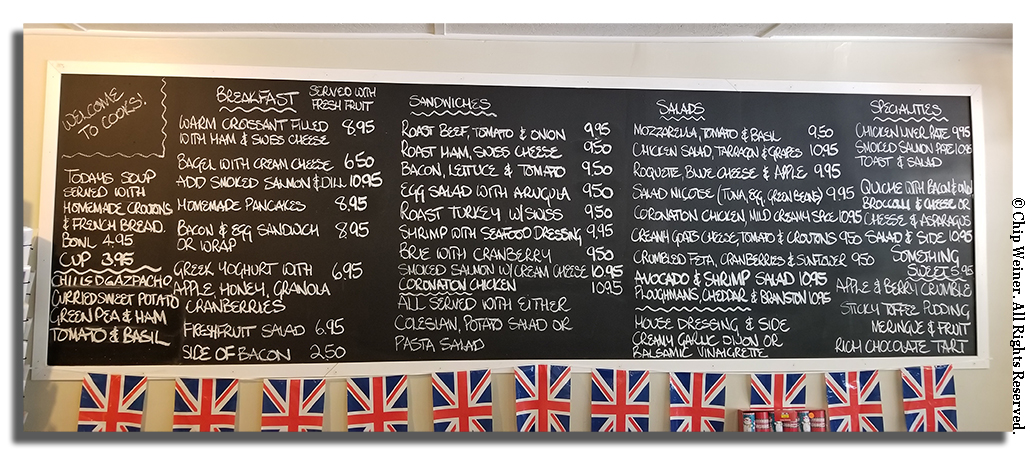 WELCOME
TO COOKS!
TODAYS SOUP
SERVED WITH
HOMEMADE CROUTONS
& FRENCH BREAD.
BOWL 4.95
CUP 3.95
CHILLSD GAZPACHO
CURRIED SWEET POTATO
GREEN PEA & HAM
TOMATO & BASIL
BREAKFAST SERVED WITH
FRESH FRUIT
WARM CROISSANT FILLED 8.95
WITH HAM & SWISS CHEESE
BAGEL WITH CREAM CHEESE 6.50
ADD SMOKED SALMON & DILL 10.95
HOMEMADE PANCAKES 8.95
BACON & EGG SANDWICH 8.95
OR WRAP
GREEK YOGHURT WITH 6.95
APPLE, HONEY, GRANOLA
CRANBERRIES
FRESH FRUIT SALAD 6.95
SIDE OF BACON 2.50
SANDWICHES
ROAST BEEF, TOMATO & ONION 9.95
ROAST HAM, SWISS CHEESE 9.50
BACON, LETTUCE & TOMATO 9.50
EGG SALAD WITH ARUGULA 9.50
ROAST TURKEY W/ SWISS 9.50
SHRIMP WITH SEAFOOD DRESSING 9.95
BRIE WITH CRANBERRY 9.50
SMOKED SALMON W/ CREAM CHEESE 10.95
CORONATION CHICKEN 10.25
ALL SERVED WITH EITHER
COLESLAW, POTATO SALAD OR
PASTA SALAD
SALADS
MOZZARELLA, TOMATO & BASIL 9.50
CHICKEN SALAD, TARRAGON & GRAPES 10.95
ROQUETTE, BLUE CHEESE & APPLE 9.95
SALAD NICOISE (TUNA, EGG, GREEN BEANS) 9.95
CORONATION CHICKEN, MILD CREAMY SPICE 10.95
CREAMY GOATS CHEESE, TOMATO & CROUTONS 9.50
CRUMBLED FETA, CRANBERRIES & SUNFLOWER 9.50
AVOCADO & SHRIMP SALAD 10.95
PLOUGHMANS, CHEDDAR & BRANSTON 10.95
HOUSE DRESSING & SIDE
CREAMY GARLIC DIJON OR
BALSAMIC VINAIGRETTE
SPECIALITIES
CHICKEN LIVER PATE 9.95
SMOKED SALMON PATE 10.95
TOAST & SALAD
QUICHE WITH BACON & ONION
BROCCOLI & CHEESE OR
CHEESE & ASPARAGUS
SALAD & SIDE 10.95
SOMETHING
SWEET 5.95
APPLE & BERRY CRUMBLE
STICKY TOFFEE PUDDING
MERINGUE & FRUIT
RICH CHOCOLATE TART
© Chip Weiner. All Rights Reserved.